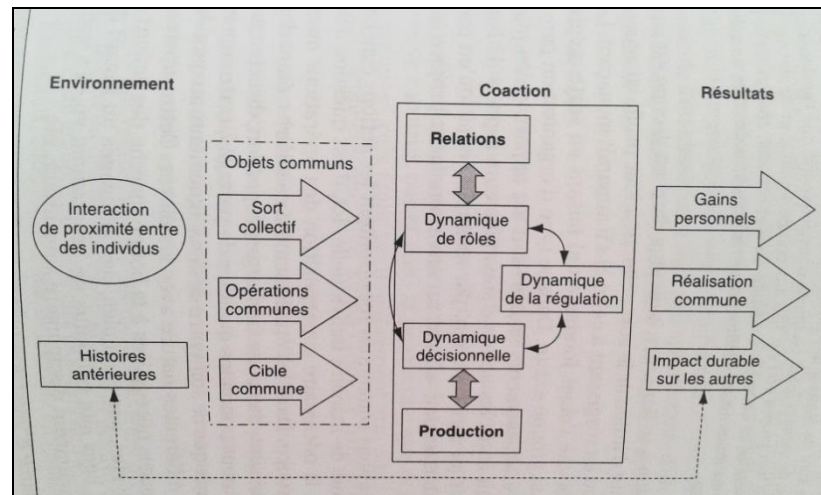 Environnement
Coaction
Résultats
Objets communs
Interaction
de proximité entre
des individus
Histoires
antérieures
Sort
collectif
Opérations
communes
Cible
commune
Relations
Dynamique
de rôles
Dynamique
de la régulation
Dynamique
décisionnelle
Production
Gains
personnels
Réalisation
commune
Impact durable
sur les autres